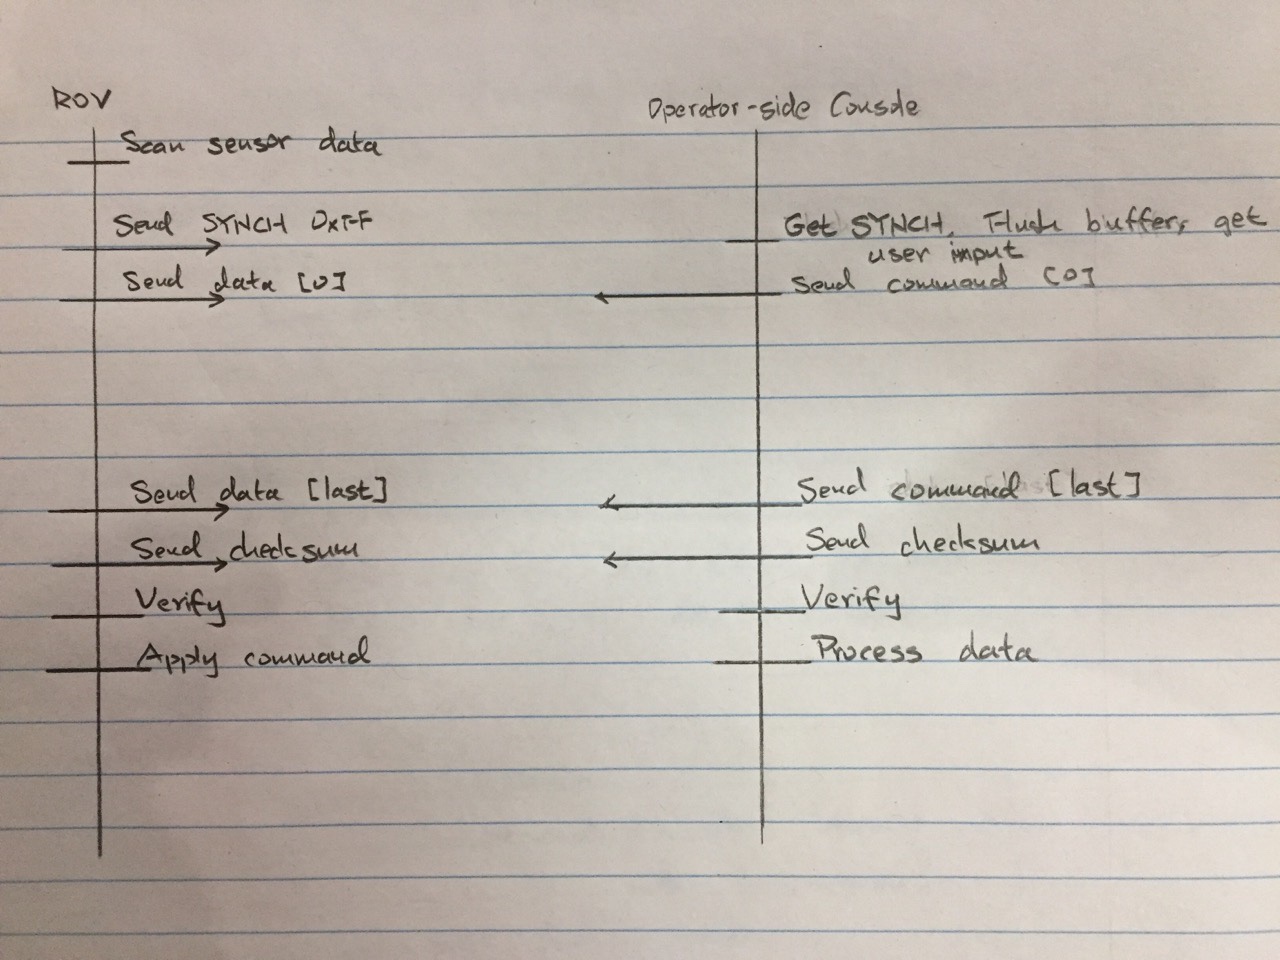 ROV
Operator-side Console
Scan sensor data
Send SYNCH 0xFF
Get SYNCH, Flush buffer, get
user input
Send data [0]
Send command [0]
Send data [last]
Send command [last]
Send checksum
Send checksum
Verify
Verify
Apply command
Process data